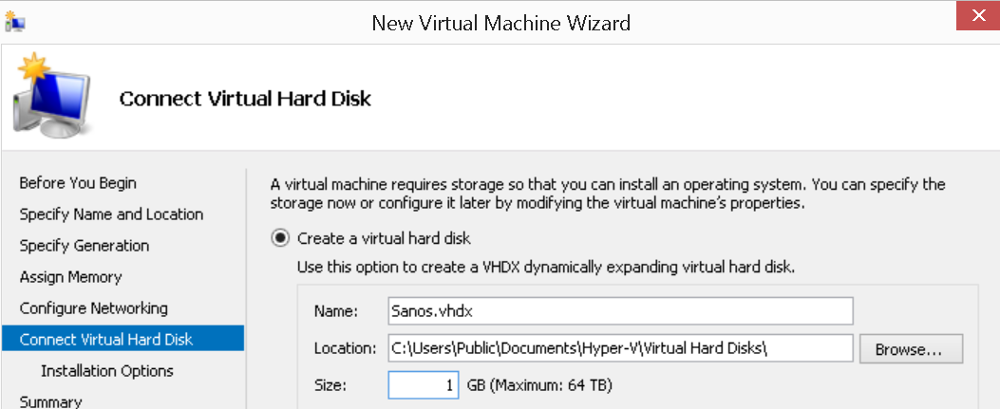 New Virtual Machine Wizard
Connect Virtual Hard Disk
Before You Begin
Specify Name and Location
Specify Generation
Assign Memory
Configure Networking
Connect Virtual Hard Disk
Installation Options
Summary
A virtual machine requires storage so that you can install an operating system. You can specify the
storage now or configure it later by modifying the virtual machine's properties.
Create a virtual hard disk
Use this option to create a VHDX dynamically expanding virtual hard disk.
Name: Sanos.vhdx
Location: C:\Users\Public\Documents\Hyper-V\Virtual Hard Disks\ Browse...
Size: 1 GB (Maximum: 64 TB)